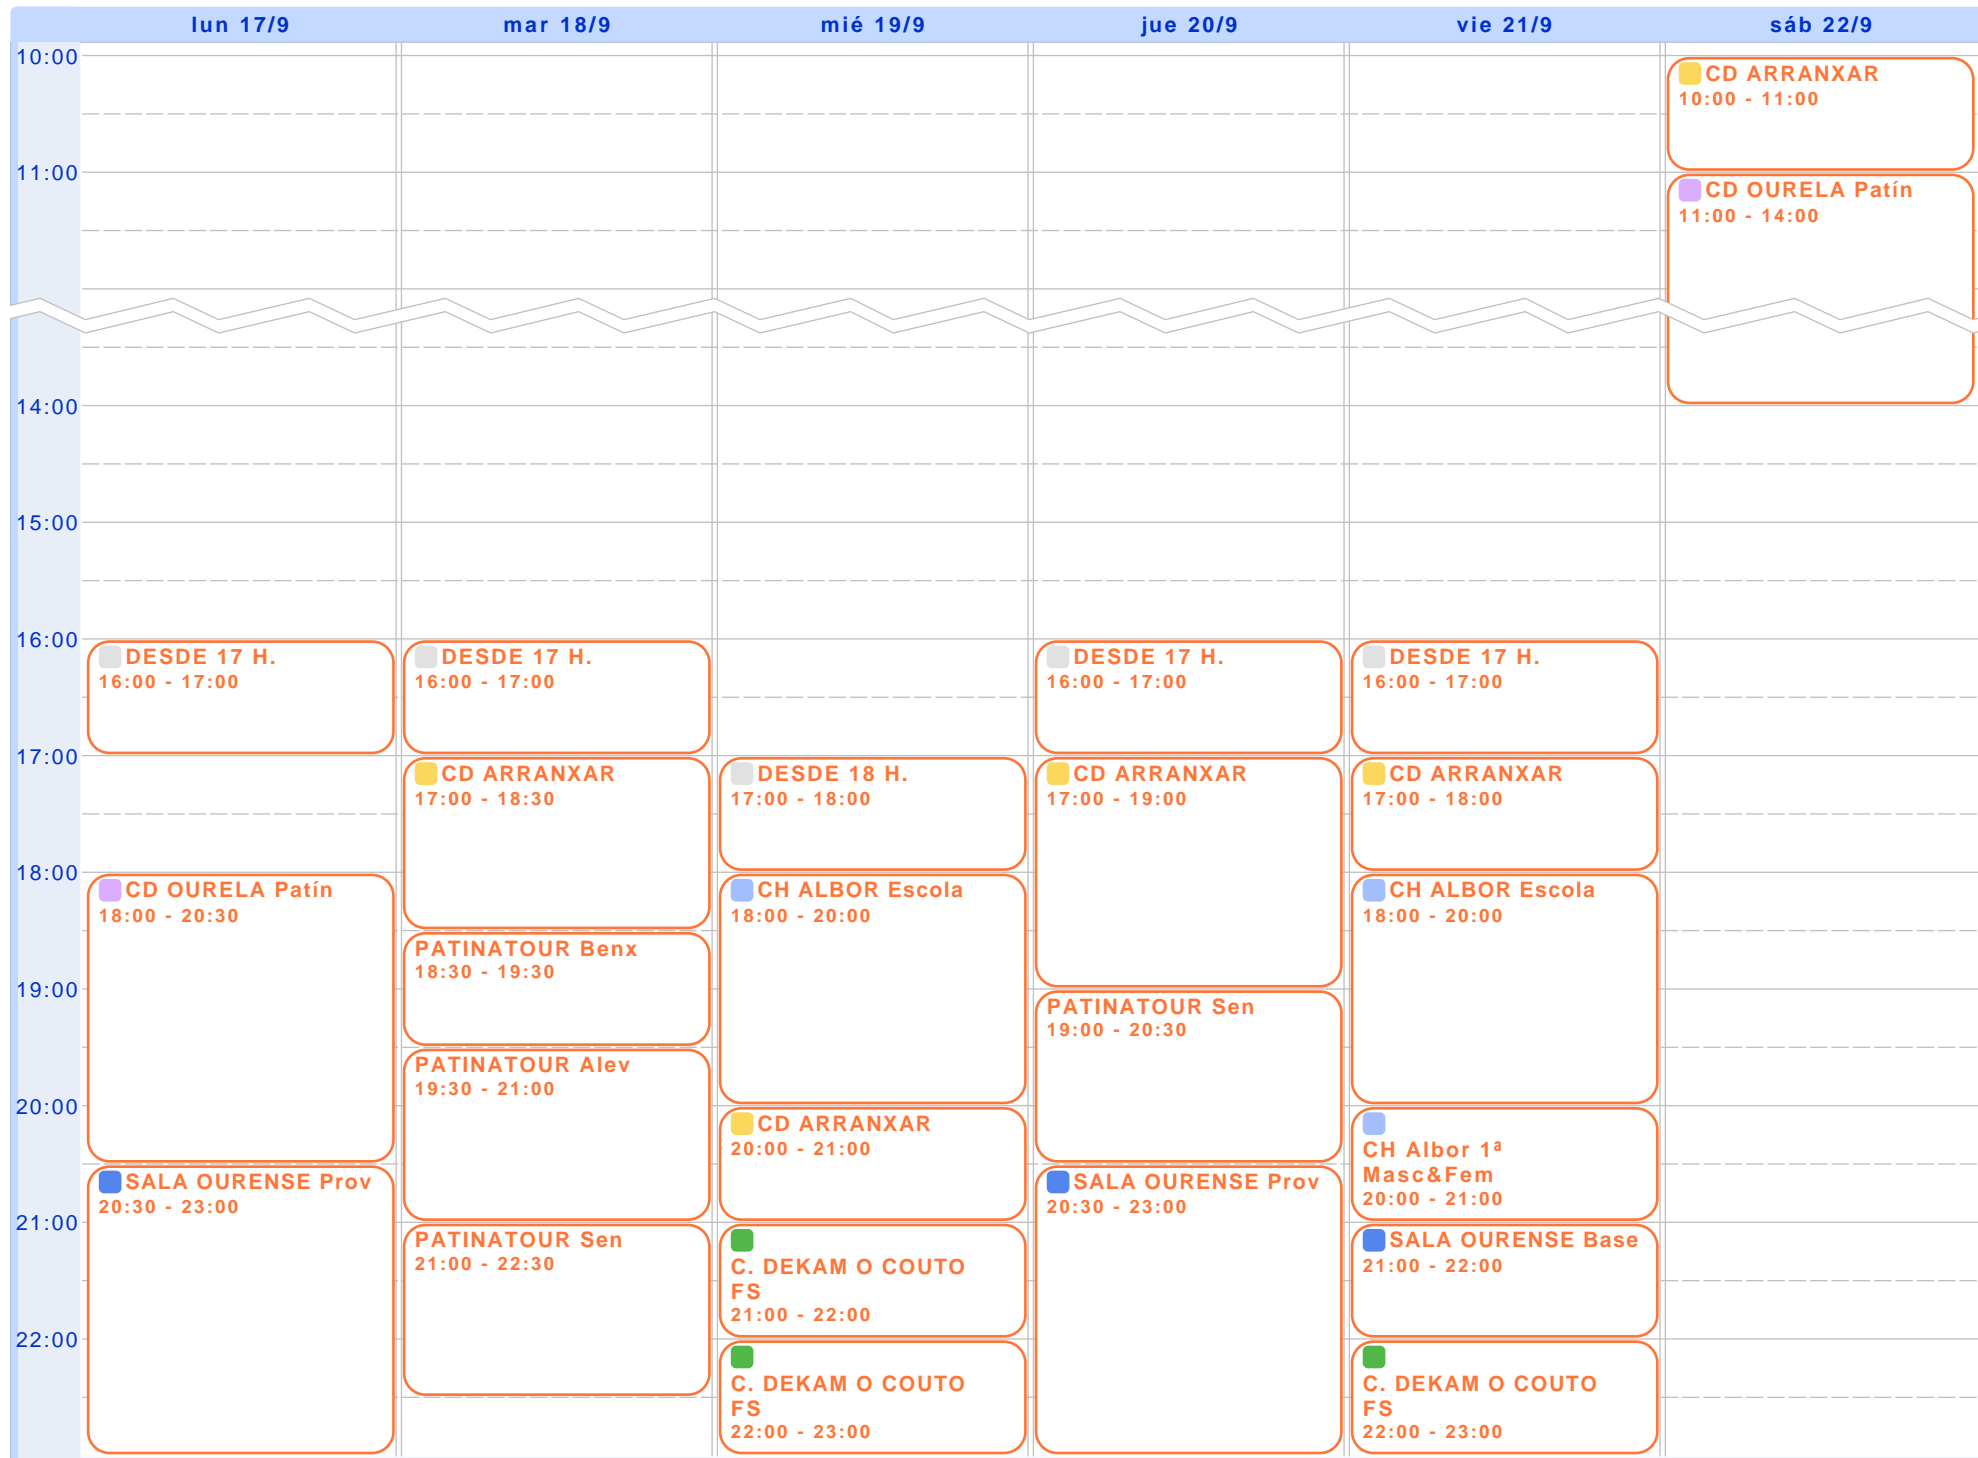 lun 17/9
mar 18/9
mié 19/9
jue 20/9
vie 21/9
sáb 22/9
10:00
11:00
14:00
15:00
16:00
17:00
18:00
19:00
20:00
21:00
22:00
DESDE 17 H.
16:00 - 17:00
CD OURELA Patín
18:00 - 20:30
SALA OURENSE Prov
20:30 - 23:00
DESDE 17 H.
16:00 - 17:00
CD ARRANXAR
17:00 - 18:30
PATINATOUR Benx
18:30 - 19:30
PATINATOUR Alev
19:30 - 21:00
PATINATOUR Sen
21:00 - 22:30
DESDE 18 H.
17:00 - 18:00
CH ALBOR Escola
18:00 - 20:00
CD ARRANXAR
20:00 - 21:00
C. DEKAM O COUTO
FS
21:00 - 22:00
C. DEKAM O COUTO
FS
22:00 - 23:00
DESDE 17 H.
16:00 - 17:00
CD ARRANXAR
17:00 - 19:00
PATINATOUR Sen
19:00 - 20:30
SALA OURENSE Prov
20:30 - 23:00
DESDE 17 H.
16:00 - 17:00
CD ARRANXAR
17:00 - 18:00
CH ALBOR Escola
18:00 - 20:00
CH Albor 1ª
Masc&Fem
20:00 - 21:00
SALA OURENSE Base
21:00 - 22:00
C. DEKAM O COUTO
FS
22:00 - 23:00
CD ARRANXAR
10:00 - 11:00
CD OURELA Patín
11:00 - 14:00